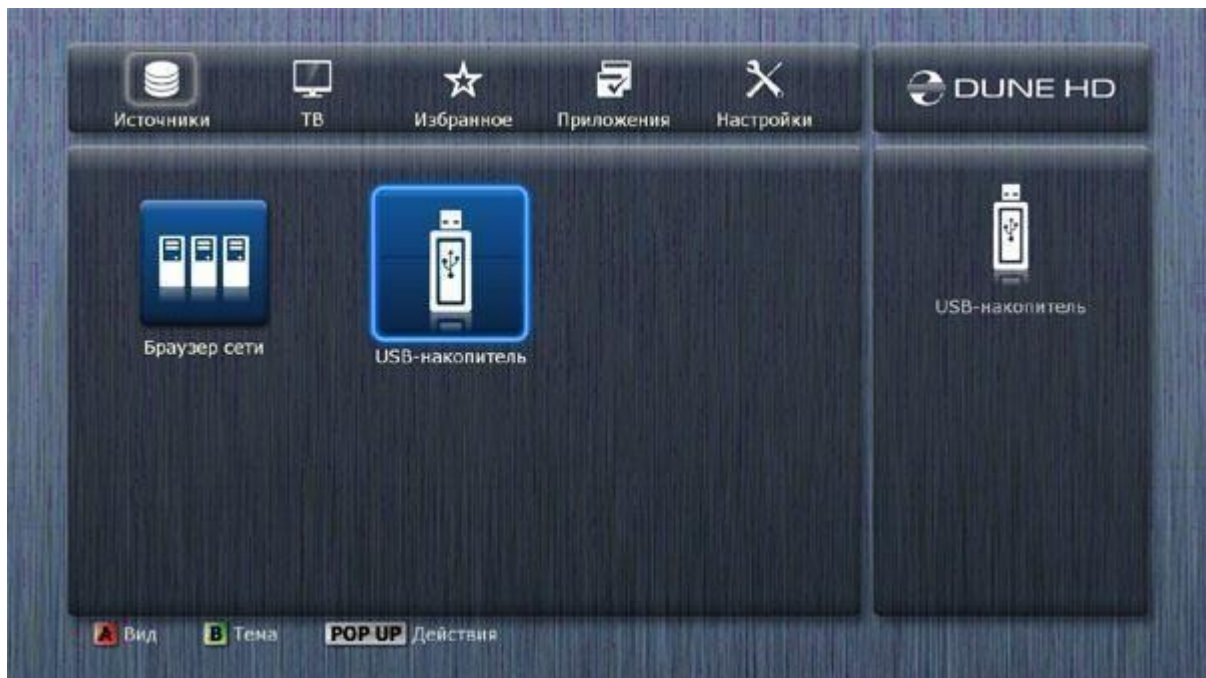 Источники ТВ Избранное Приложения Настройки
DUNE HD
Браузер сети
USB-накопитель
USB-накопитель
A Вид B Тема POP UP Действия